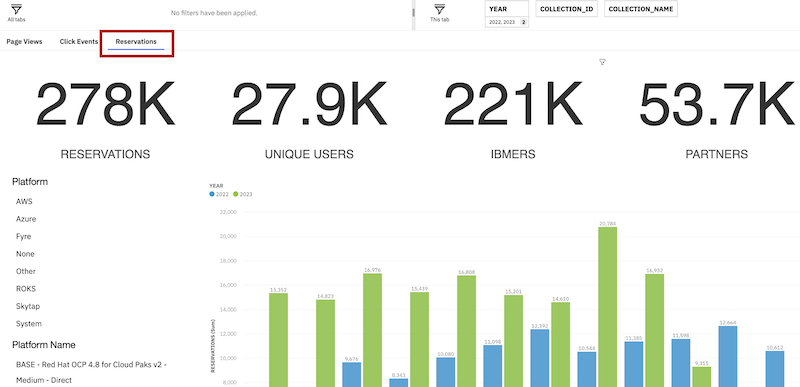 No filters have been applied.
All tabs
This tab
YEAR
2022, 2023 2
COLLECTION_ID
COLLECTION_NAME
Page Views
Click Events
Reservations
278K
27.9K
221K
53.7K
RESERVATIONS
UNIQUE USERS
IBMERS
PARTNERS
Platform
AWS
Azure
Fyre
None
Other
ROKS
Skytap
System
Platform Name
BASE - Red Hat OCP 4.8 for Cloud Paks v2 -
Medium - Direct
YEAR
2022 2023
RESERVATIONS (Sum)
22,000
20,000
18,000
16,000
14,000
12,000
10,000
8,000
15,352
14,823
16,976
9,676
15,439
8,343
16,808
10,080
15,201
11,098
14,610
12,392
20,784
10,584
16,932
11,381
9,315
11,598
12,664
10,612